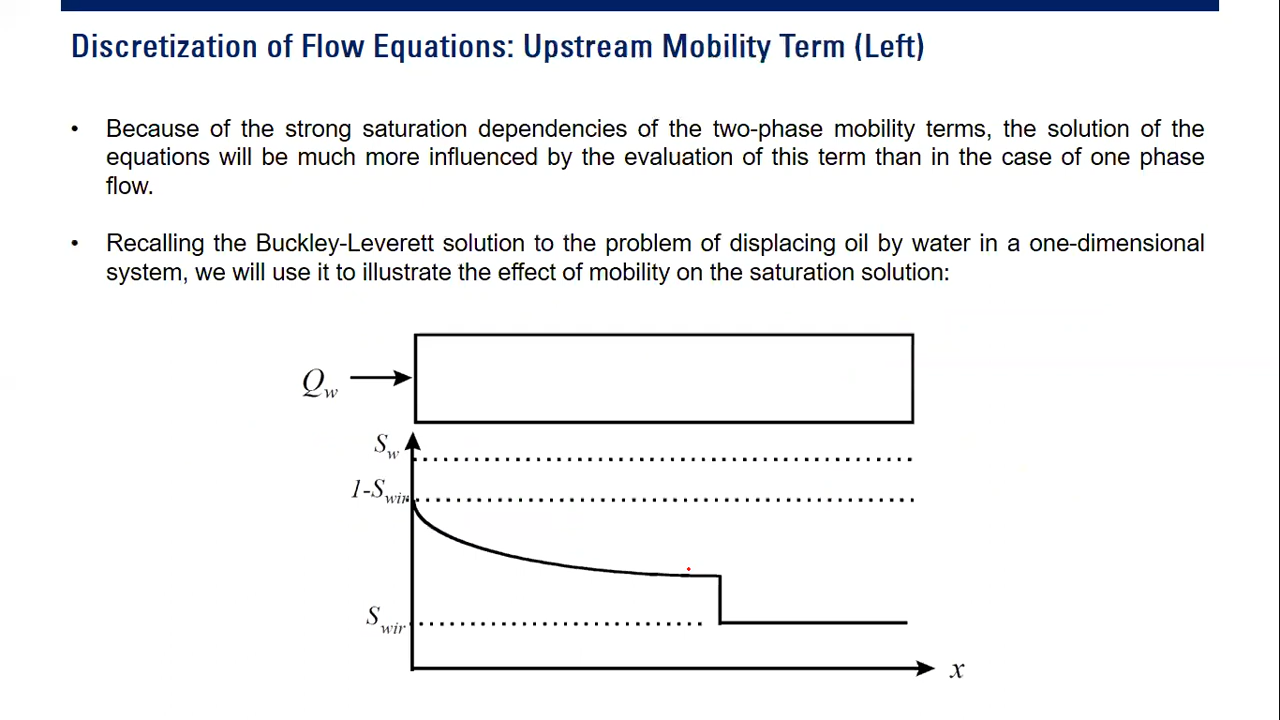 Discretization of Flow Equations: Upstream Mobility Term (Left)
• Because of the strong saturation dependencies of the two-phase mobility terms, the solution of the
equations will be much more influenced by the evaluation of this term than in the case of one phase
flow.
• Recalling the Buckley-Leverett solution to the problem of displacing oil by water in a one-dimensional
system, we will use it to illustrate the effect of mobility on the saturation solution:
Qw
Sw
1-Swir
Swir
x